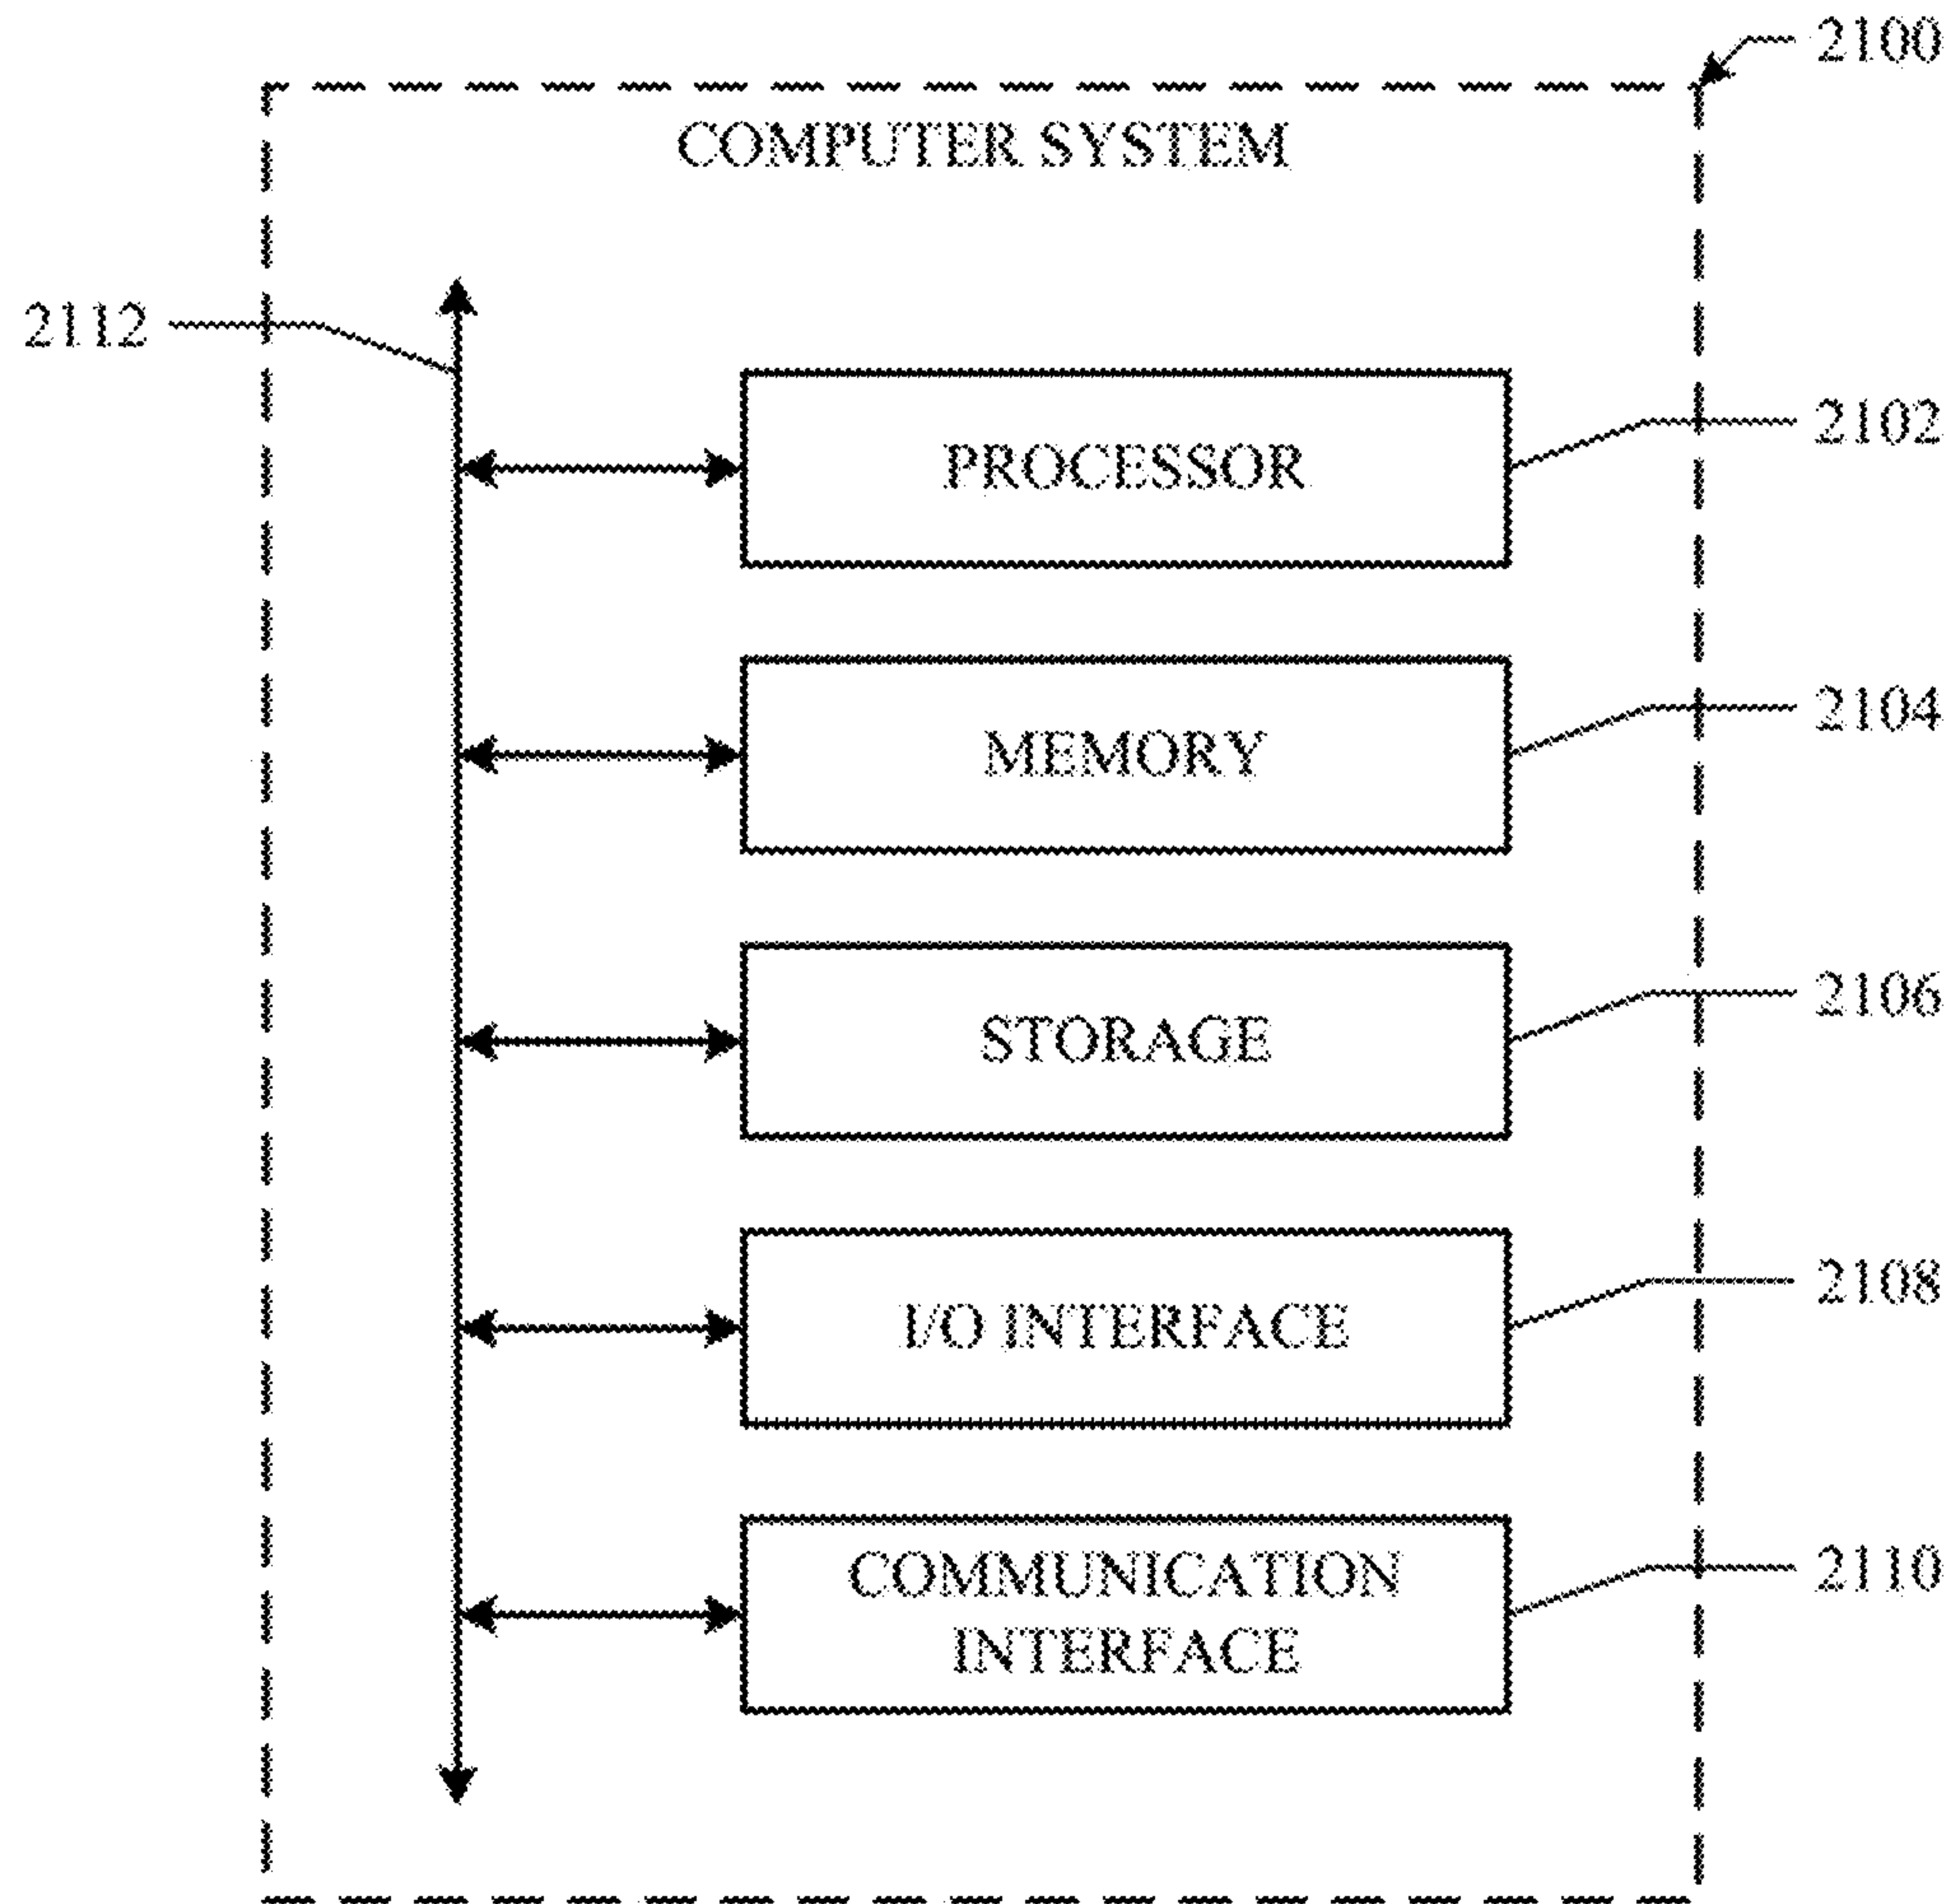 2100
COMPUTER SYSTEM
2112
PROCESSOR
2102
MEMORY
2104
STORAGE
2106
I/O INTERFACE
2108
COMMUNICATION
INTERFACE
2110